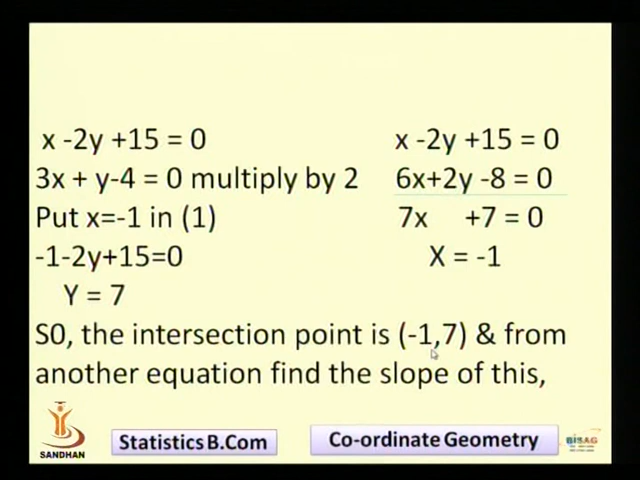 x -2y +15 = 0
x -2y +15 = 0
3x + y-4 = 0 multiply by 2
6x+2y -8 = 0
Put x=-1 in (1)
7x +7 = 0
-1-2y+15=0
X = -1
Y = 7
S0, the intersection point is (-1,7) & from
another equation find the slope of this,
SANDHAN
Statistics B.Com
Co-ordinate Geometry
BISAG